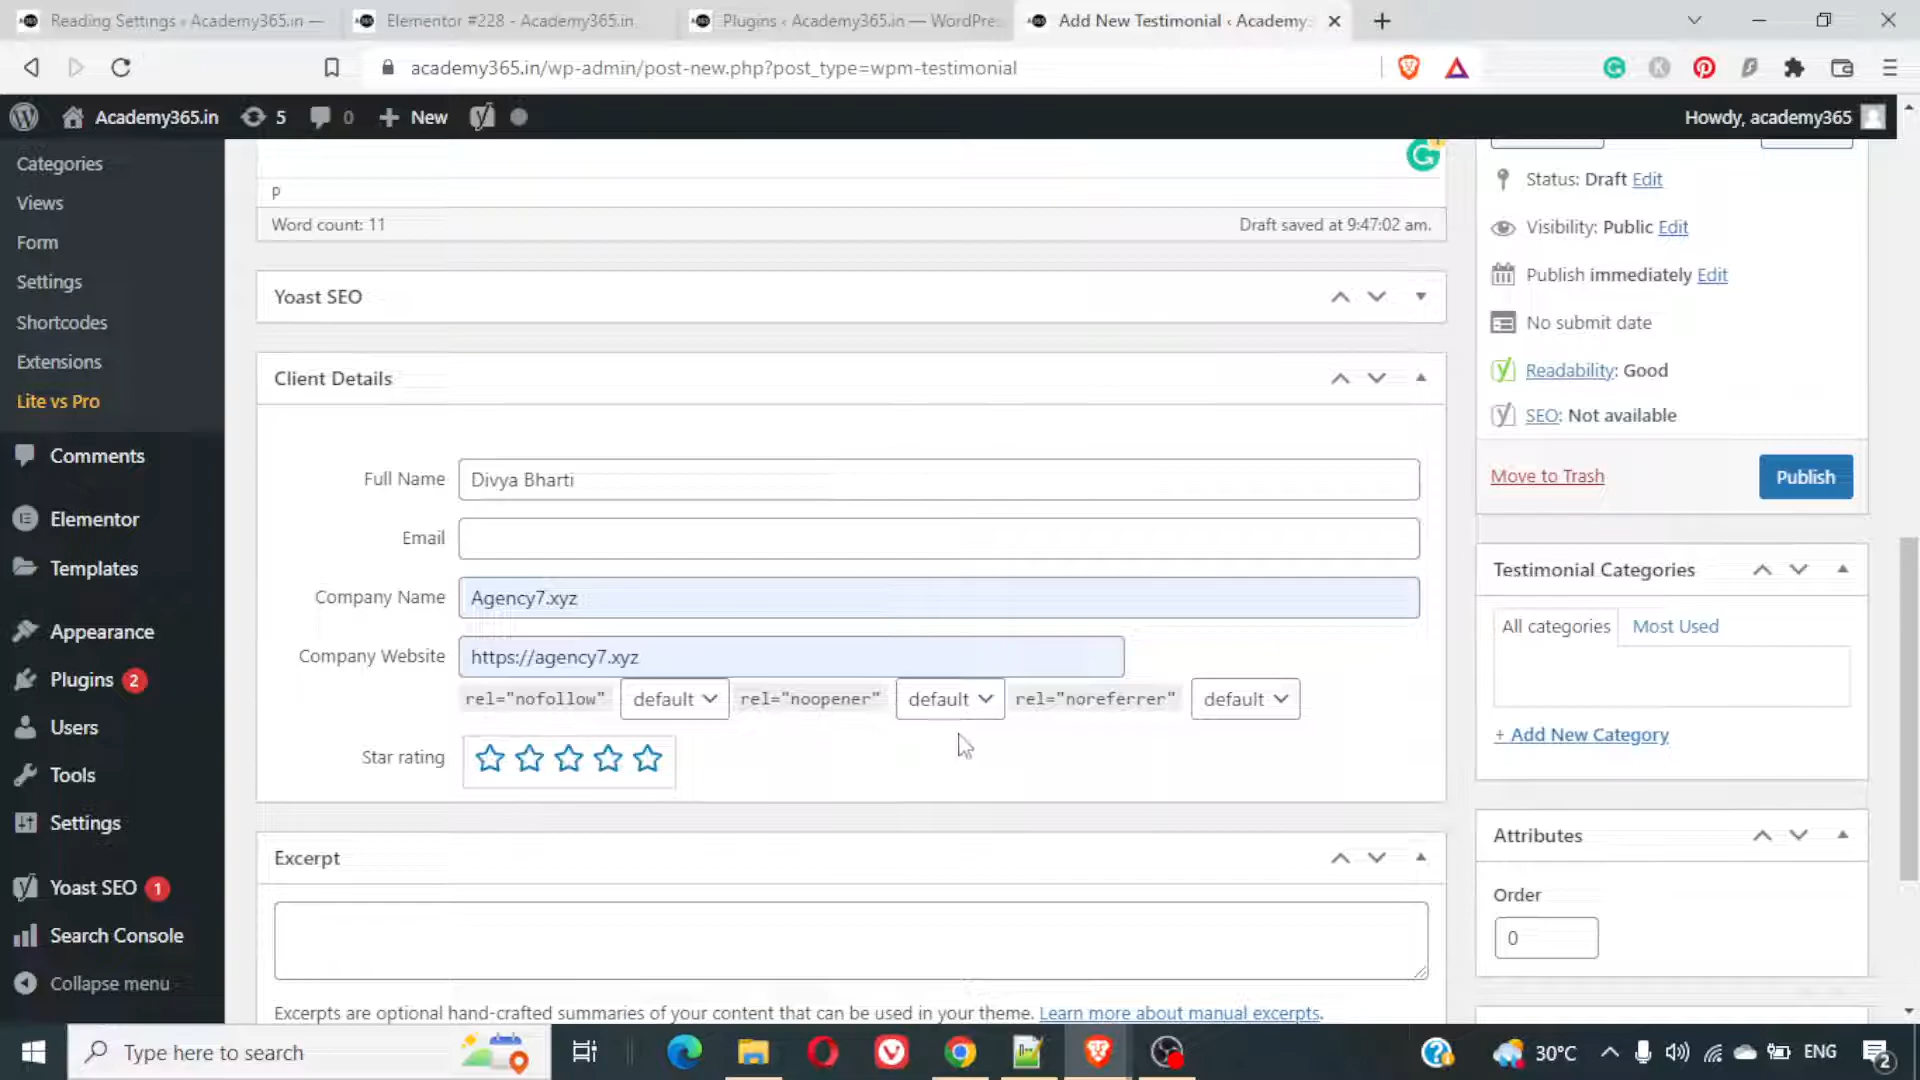 Reading Settings ‹ Academy365.in —
Elementor #228 - Academy365.in
Plugins ‹ Academy365.in — WordPre
Add New Testimonial ‹ Academy
academy365.in/wp-admin/post-new.php?post_type=wpm-testimonial
Academy365.in
5
0
New
Howdy, academy365
Categories
Views
Form
Settings
Shortcodes
Extensions
Lite vs Pro
Comments
Elementor
Templates
Appearance
Plugins 2
Users
Tools
Settings
Yoast SEO 1
Search Console
Collapse menu
p
Word count: 11
Draft saved at 9:47:02 am.
Yoast SEO
Client Details
Full Name
Divya Bharti
Email
Company Name
Agency7.xyz
Company Website
https://agency7.xyz
rel="nofollow" default rel="noopener" default rel="noreferrer" default
Star rating
Excerpt
Excerpts are optional hand-crafted summaries of your content that can be used in your theme. Learn more about manual excerpts.
Status: Draft Edit
Visibility: Public Edit
Publish immediately Edit
No submit date
Readability: Good
SEO: Not available
Move to Trash
Publish
Testimonial Categories
All categories
Most Used
+ Add New Category
Attributes
Order
0
Type here to search
30°C
ENG
2